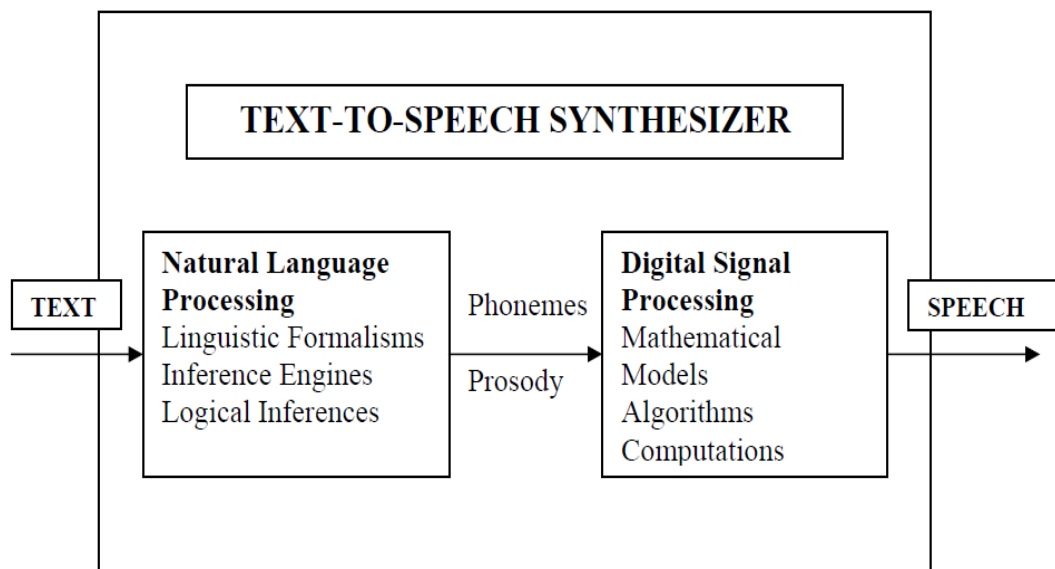 TEXT-TO-SPEECH SYNTHESIZER
TEXT
Natural Language
Processing
Linguistic Formalisms
Inference Engines
Logical Inferences
Phonemes
Prosody
Digital Signal
Processing
Mathematical
Models
Algorithms
Computations
SPEECH